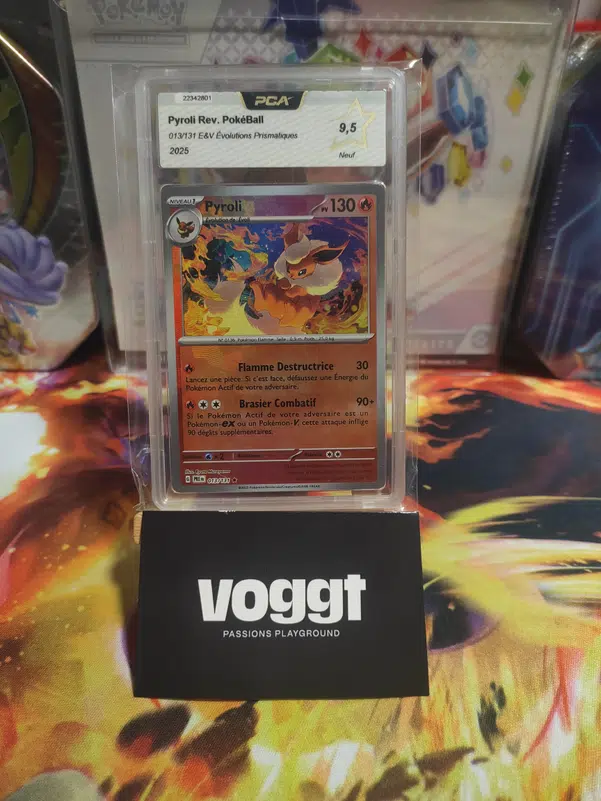 22342801
PCA
Pyroli Rev. PokéBall
013/131 E&V Évolutions Prismatiques
2025
9,5
Neuf
NIVEAU 1
Pyroli
PV 130
Flamme Destructrice 30
Lancez une pièce. Si c'est face, défaussez une Énergie du
Pokémon Actif de votre adversaire.
Brasier Combatif 90+
Si le Pokémon Actif de votre adversaire est un
Pokémon-ex ou un Pokémon-V, cette attaque inflige
90 dégâts supplémentaires.
013/131
voggt
PASSIONS PLAYGROUND